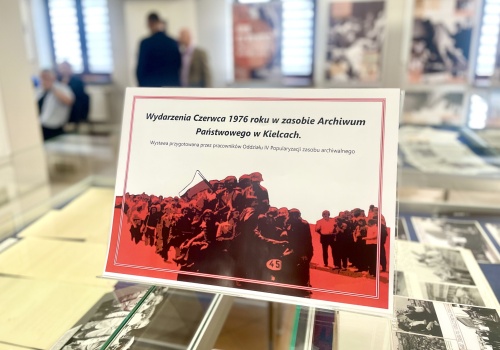 Wydarzenia Czerwca 1976 roku w zasobie Archiwum
Państwowego w Kielcach.
Wystawa przygotowana przez pracowników Oddziału IV Popularyzacji zasobu archiwalnego
45